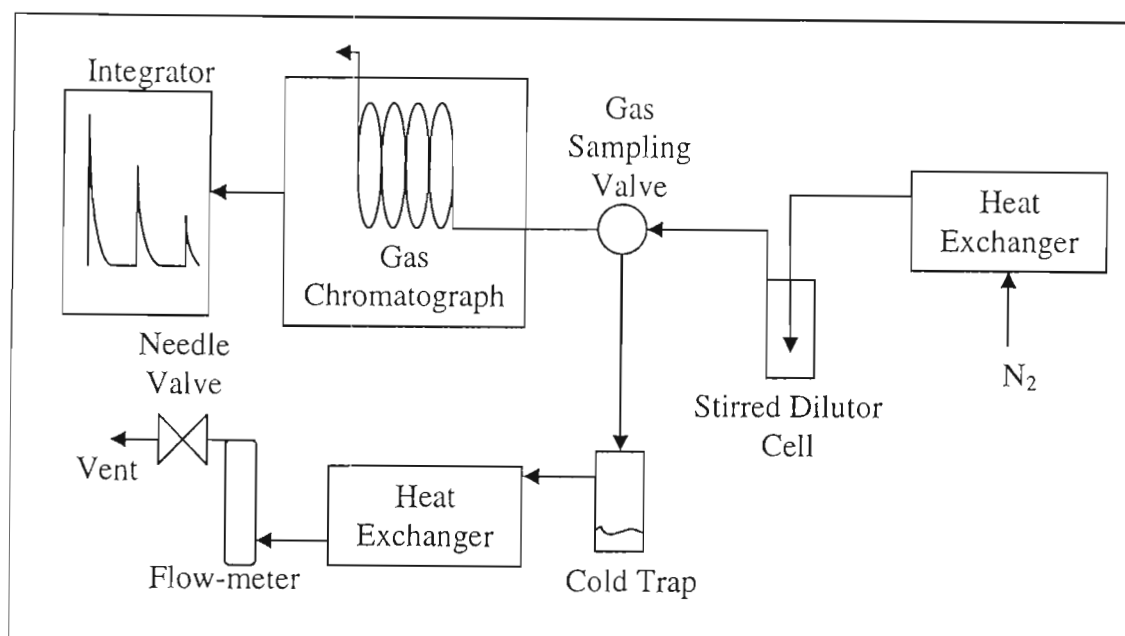 Integrator
Gas
Sampling
Valve
Heat
Exchanger
Gas
Chromatograph
N2
Needle
Valve
Stirred Dilutor
Cell
Vent
Heat
Exchanger
Flow-meter
Cold Trap